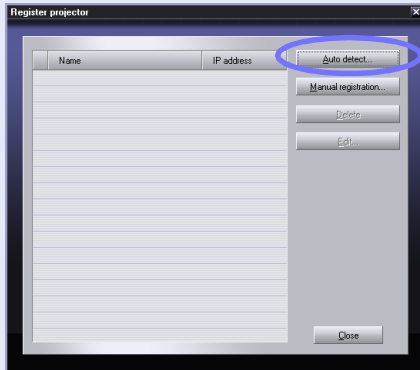 Register projector
Name IP address
Auto detect...
Manual registration...
Delete
Edit...
Close